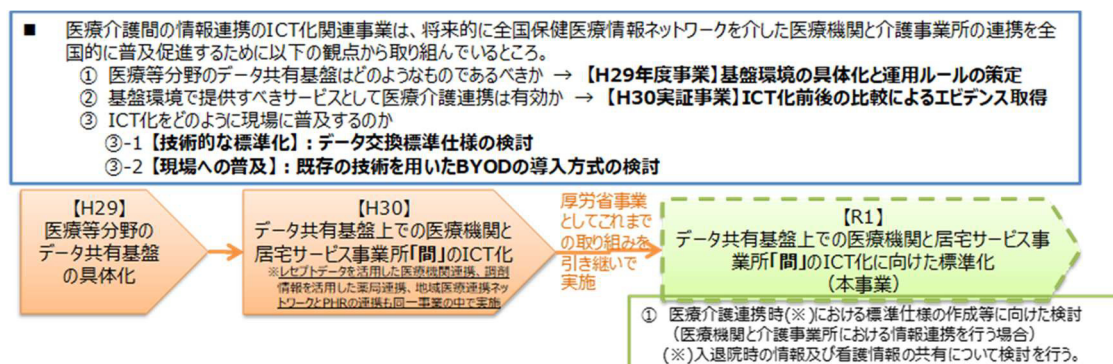 ■ 医療介護間の情報連携のICT化関連事業は、将来的に全国保健医療情報ネットワークを介した医療機関と介護事業所の連携を全
国的に普及促進するために以下の観点から取り組んでいるところ。
① 医療等分野のデータ共有基盤はどのようなものであるべきか → 【H29年度事業】基盤環境の具体化と運用ルールの策定
② 基盤環境で提供すべきサービスとして医療介護連携は有効か → 【H30実証事業】ICT化前後の比較によるエビデンス取得
③ ICT化をどのように現場に普及するのか
③-1 【技術的な標準化】:データ交換標準仕様の検討
③-2 【現場への普及】:既存の技術を用いたBYODの導入方式の検討
【H29】
医療等分野の
データ共有基盤
の具体化
【H30】
データ共有基盤上での医療機関と
居宅サービス事業所「間」のICT化
※レセプトデータを活用した医療機関連携、調剤
情報を活用した薬局連携、地域医療連携ネッ
トワークとPHRの連携も同一事業の中で実施
厚労省事業
としてこれまで
の取り組みを
引き継いで
実施
【R1】
データ共有基盤上での医療機関と居宅サービス事
業所「間」のICT化に向けた標準化
(本事業)
① 医療介護連携時(※)における標準仕様の作成等に向けた検討
(医療機関と介護事業所における情報連携を行う場合)
(※)入退院時の情報及び看護情報の共有について検討を行う。